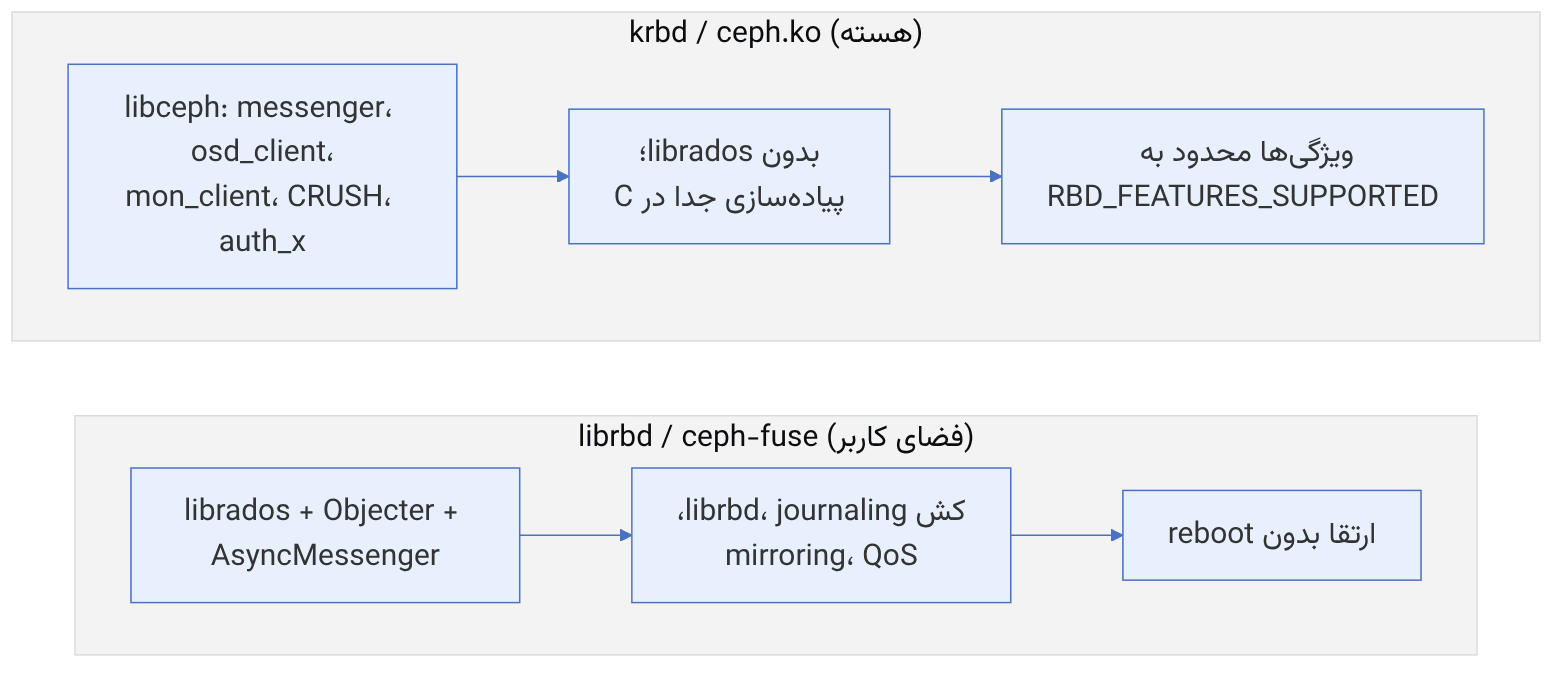 krbd / ceph.ko (هسته)
libceph: messenger،
osd_client،
mon_client، CRUSH،
auth_x
بدون librados؛
پیاده‌سازی جدا در C
ویژگی‌ها محدود به
RBD_FEATURES_SUPPORTED
librbd / ceph-fuse (فضای کاربر)
librados + Objecter +
AsyncMessenger
کش librbd، journaling،
mirroring، QoS
ارتقا بدون reboot